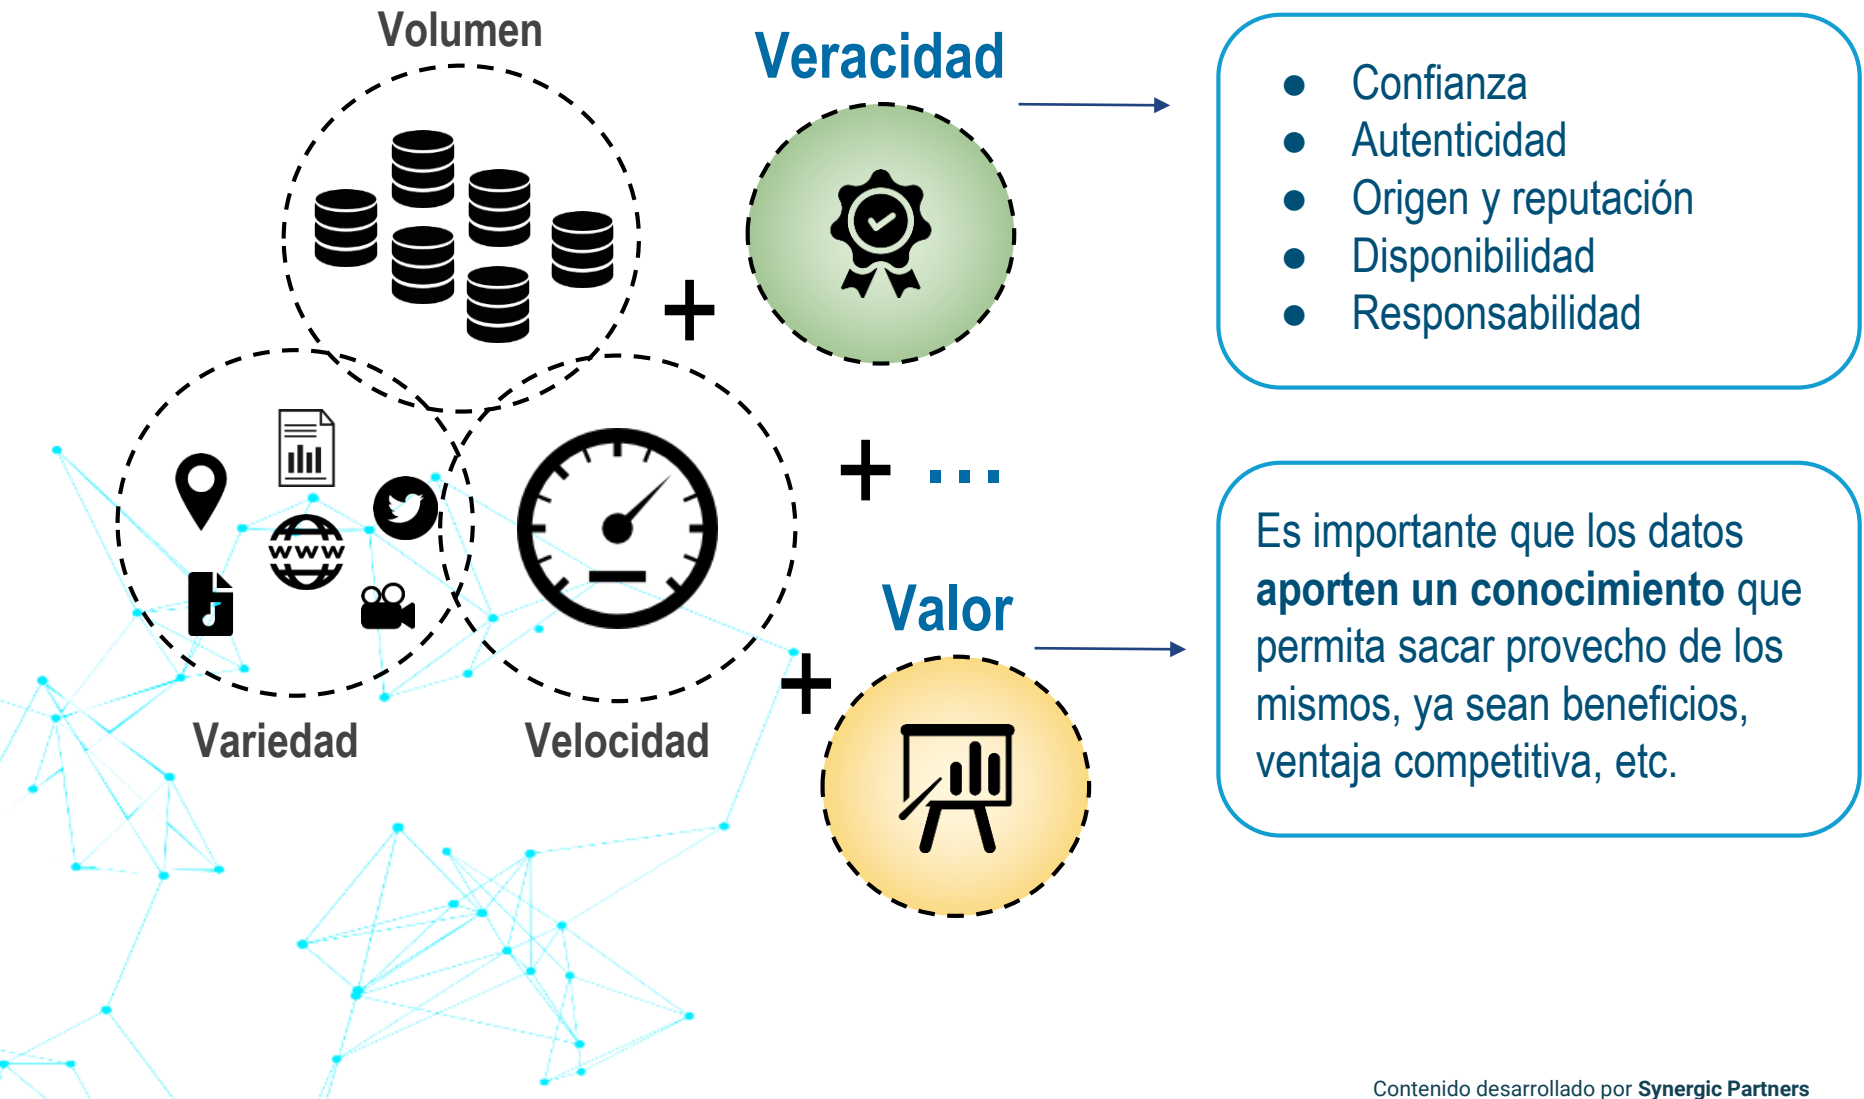 Volumen
Veracidad
● Confianza
● Autenticidad
● Origen y reputación
● Disponibilidad
● Responsabilidad
+
www
+ ...
Variedad
Velocidad
Valor
+
Es importante que los datos
aporten un conocimiento que
permita sacar provecho de los
mismos, ya sean beneficios,
ventaja competitiva, etc.
Contenido desarrollado por Synergic Partners